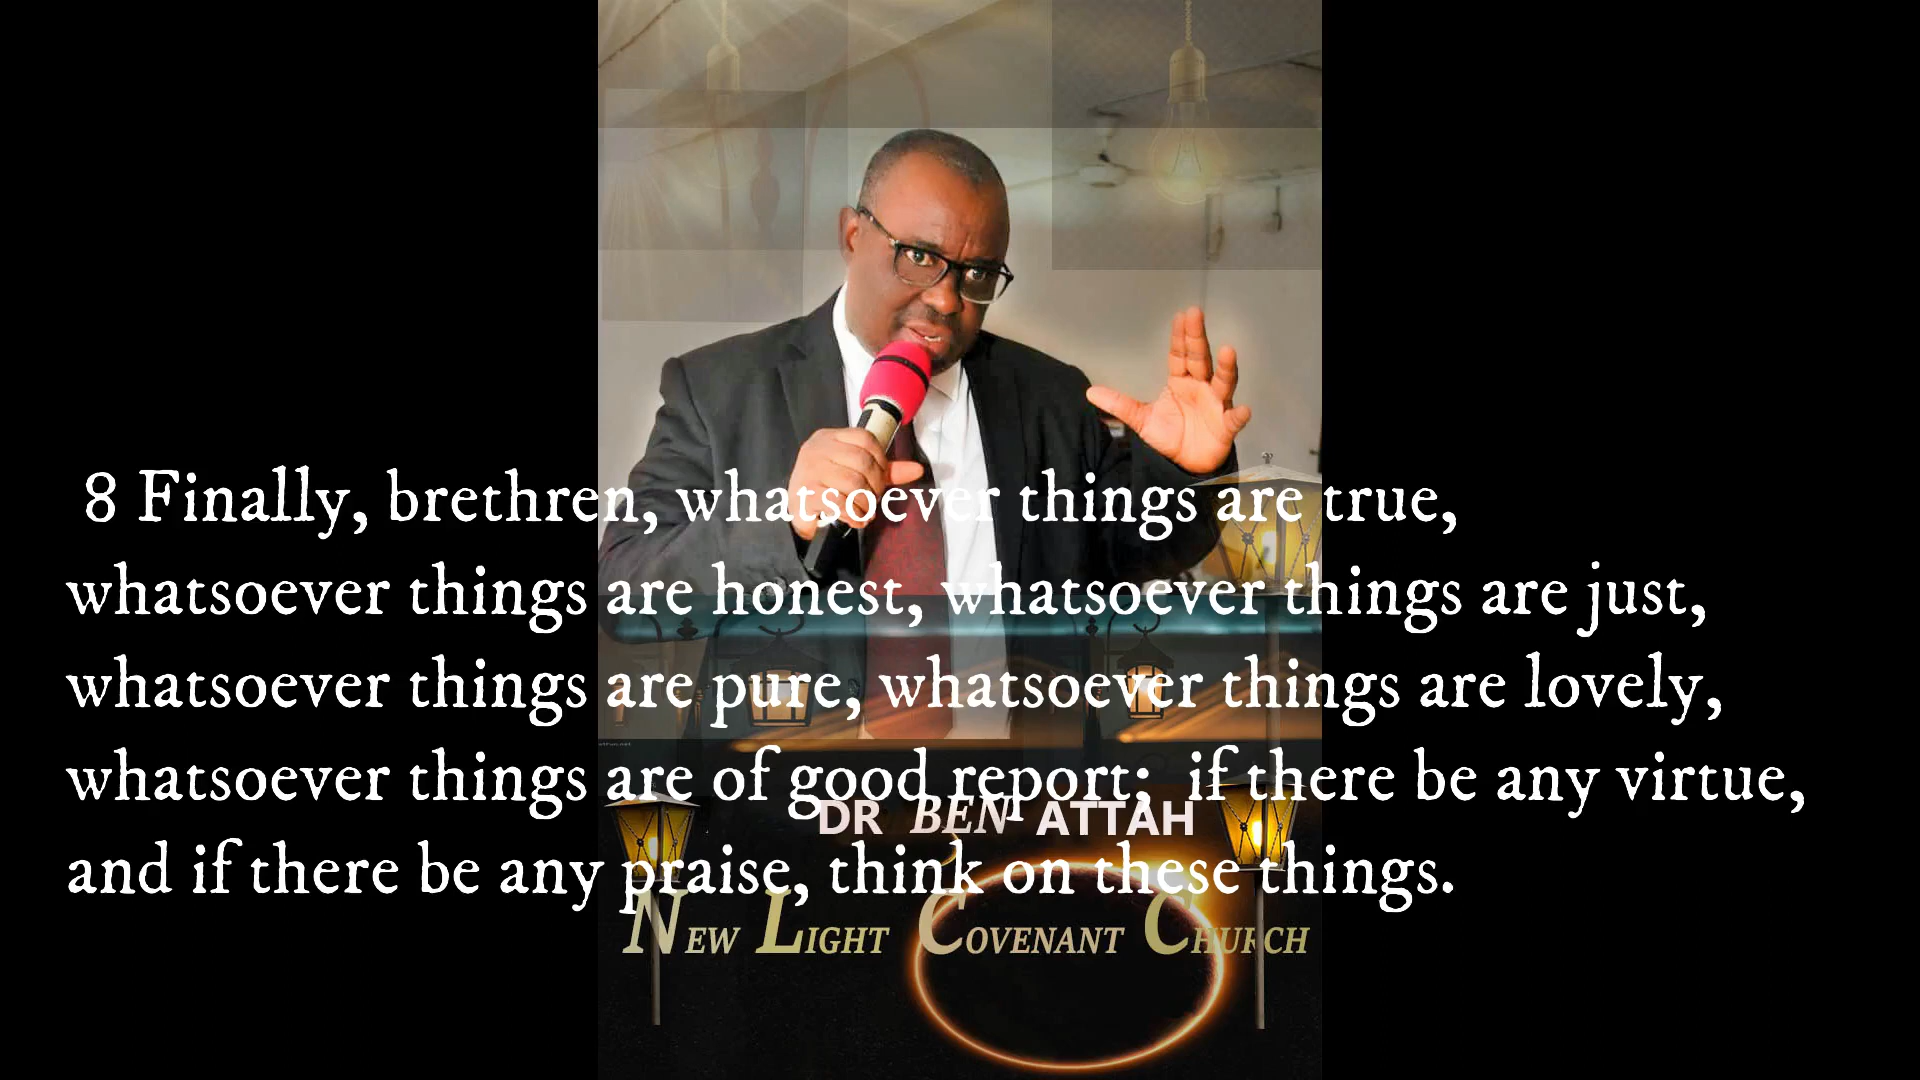 8 Finally, brethren, whatsoever things are true,
whatsoever things are honest, whatsoever things are just,
whatsoever things are pure, whatsoever things are lovely,
whatsoever things are of good report;  if there be any virtue,
DR BEN ATTAH
and if there be any praise, think on these things.
NEW LIGHT COVENANT CHURCH